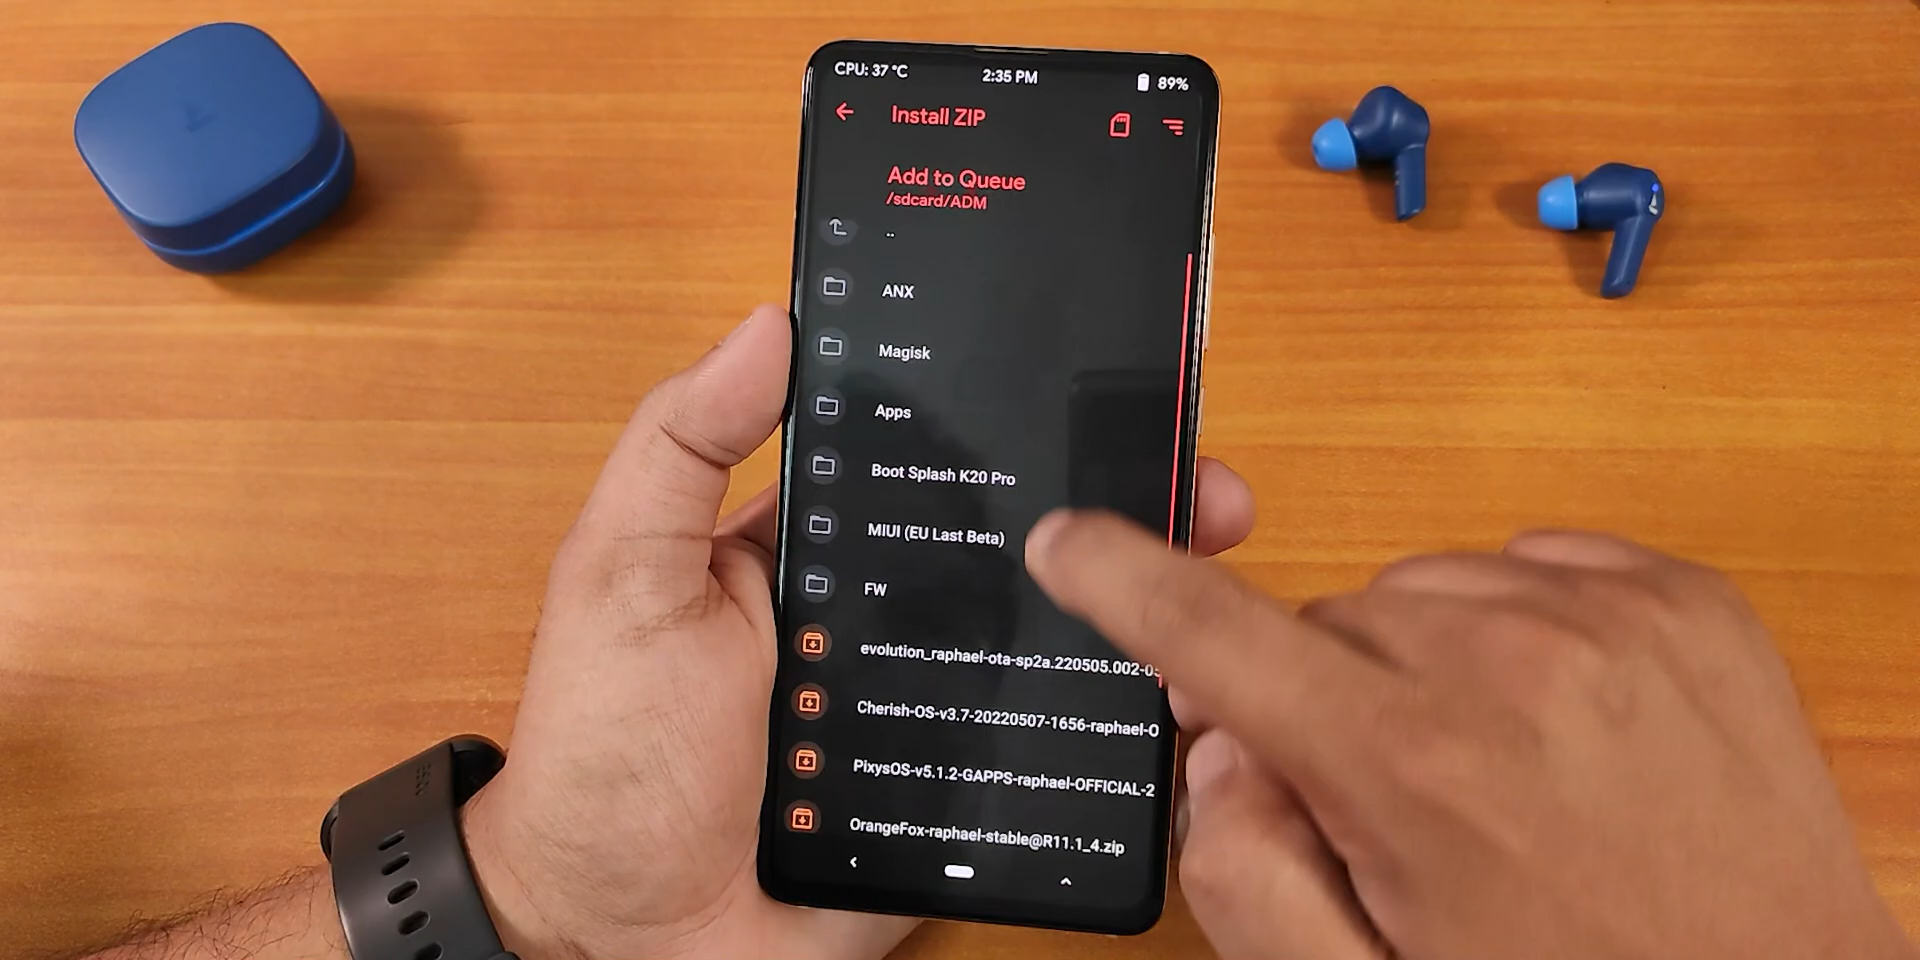 CPU: 37 °C
2:35 PM
89%
Install ZIP
Add to Queue
/sdcard/ADM
..
ANX
Magisk
Apps
Boot Splash K20 Pro
MIUI (EU Last Beta)
FW
evolution_raphael-ota-sp2a.220505.002-05
Cherish-OS-v3.7-20220507-1656-raphael-O
PixysOS-v5.1.2-GAPPS-raphael-OFFICIAL-2
OrangeFox-raphael-stable@R11.1_4.zip